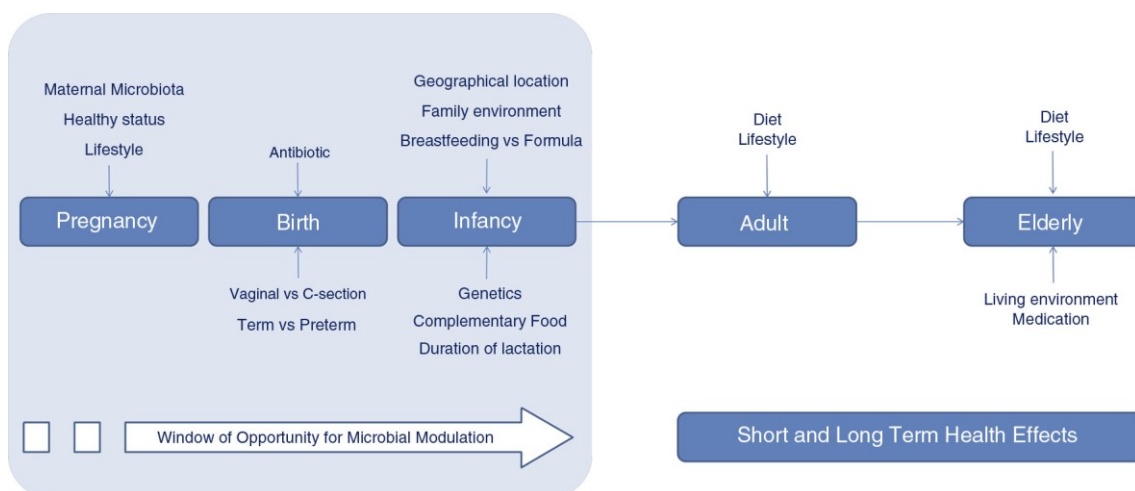 Maternal Microbiota
Healthy status
Lifestyle
Pregnancy
Antibiotic
Birth
Vaginal vs C-section
Term vs Preterm
Geographical location
Family environment
Breastfeeding vs Formula
Infancy
Genetics
Complementary Food
Duration of lactation
Diet
Lifestyle
Adult
Diet
Lifestyle
Elderly
Living environment
Medication
Window of Opportunity for Microbial Modulation
Short and Long Term Health Effects